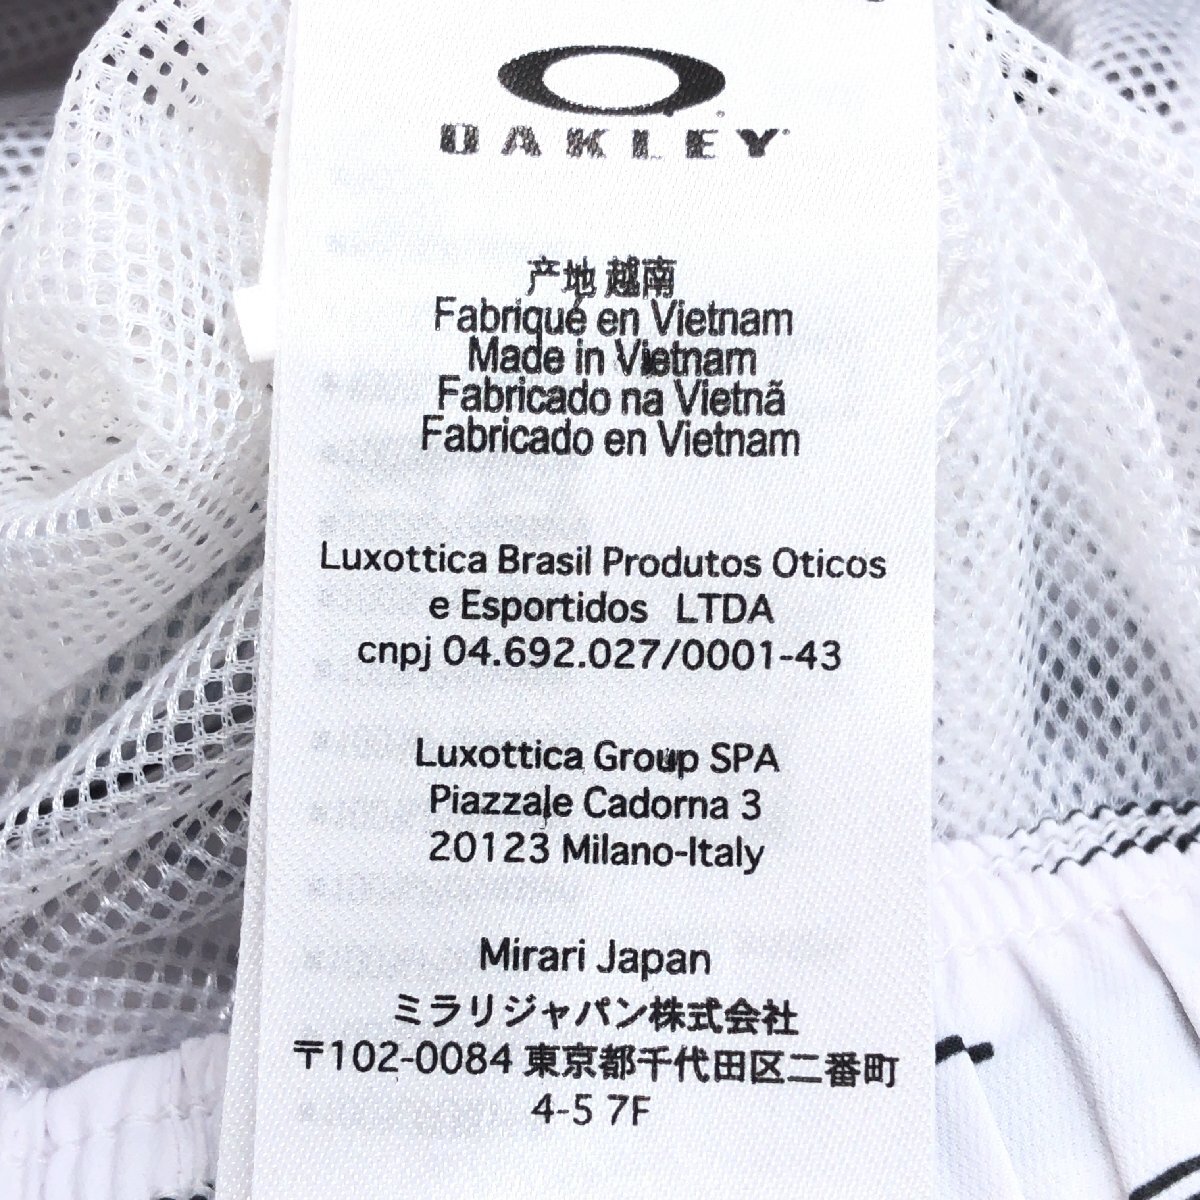 OAKLEY
产地 越南
Fabriqué en Vietnam
Made in Vietnam
Fabricado na Vietnã
Fabricado en Vietnam
Luxottica Brasil Produtos Oticos
e Esportidos LTDA
cnpj 04.692.027/0001-43
Luxottica Group SPA
Piazzale Cadorna 3
20123 Milano-Italy
Mirari Japan
ミラリジャパン株式会社
〒102-0084 東京都千代田区二番町
4-5 7F